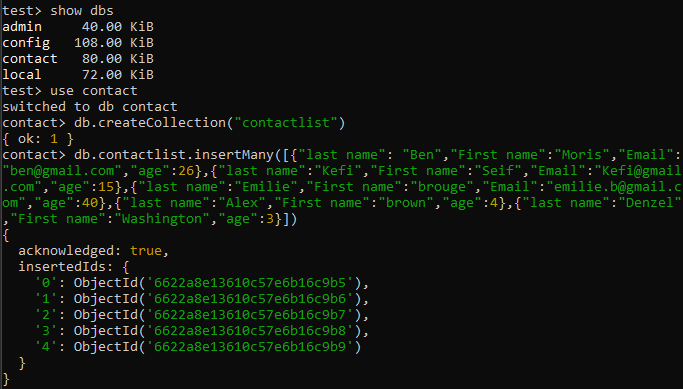 test> show dbs
admin     40.00 KiB
config   108.00 KiB
contact   80.00 KiB
local     72.00 KiB
test> use contact
switched to db contact
contact> db.createCollection("contactlist")
{ ok: 1 }
contact> db.contactlist.insertMany([{"last name": "Ben","First name":"Moris","Email":
"ben@gmail.com","age":26},{"last name":"Kefi","First name":"Seif","Email":"Kefi@gmail
.com","age":15},{"last name":"Emilie","First name":"brouge","Email":"emilie.b@gmail.c
om","age":40},{"last name":"Alex","First name":"brown","age":4},{"last name":"Denzel"
,"First name":"Washington","age":3}])
{
  acknowledged: true,
  insertedIds: {
    '0': ObjectId('6622a8e13610c57e6b16c9b5'),
    '1': ObjectId('6622a8e13610c57e6b16c9b6'),
    '2': ObjectId('6622a8e13610c57e6b16c9b7'),
    '3': ObjectId('6622a8e13610c57e6b16c9b8'),
    '4': ObjectId('6622a8e13610c57e6b16c9b9')
  }
}